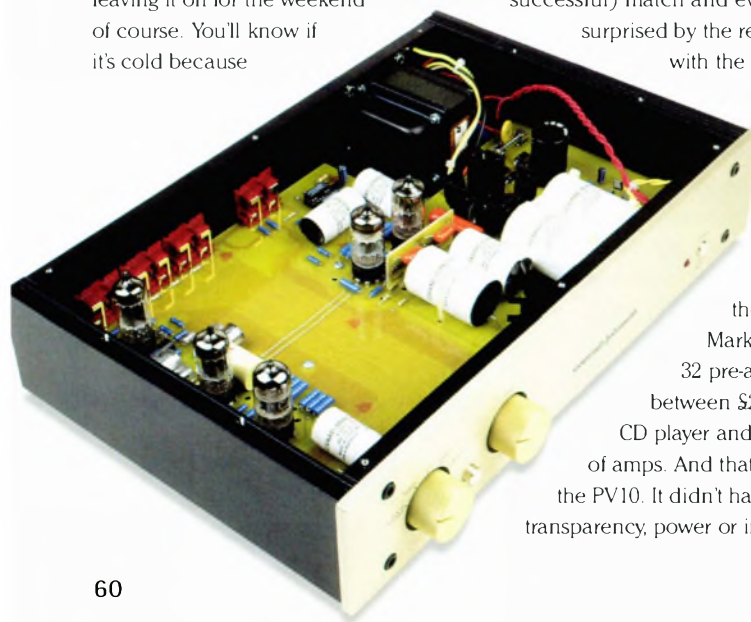 leaving it on for the weekend
of course. You'll know if
it's cold because
successful) match and ev
surprised by the re
with the
th
Mark
32 pre-a
between £2
CD player and
of amps. And that
the PV10. It didn't ha
transparency, power or i
60